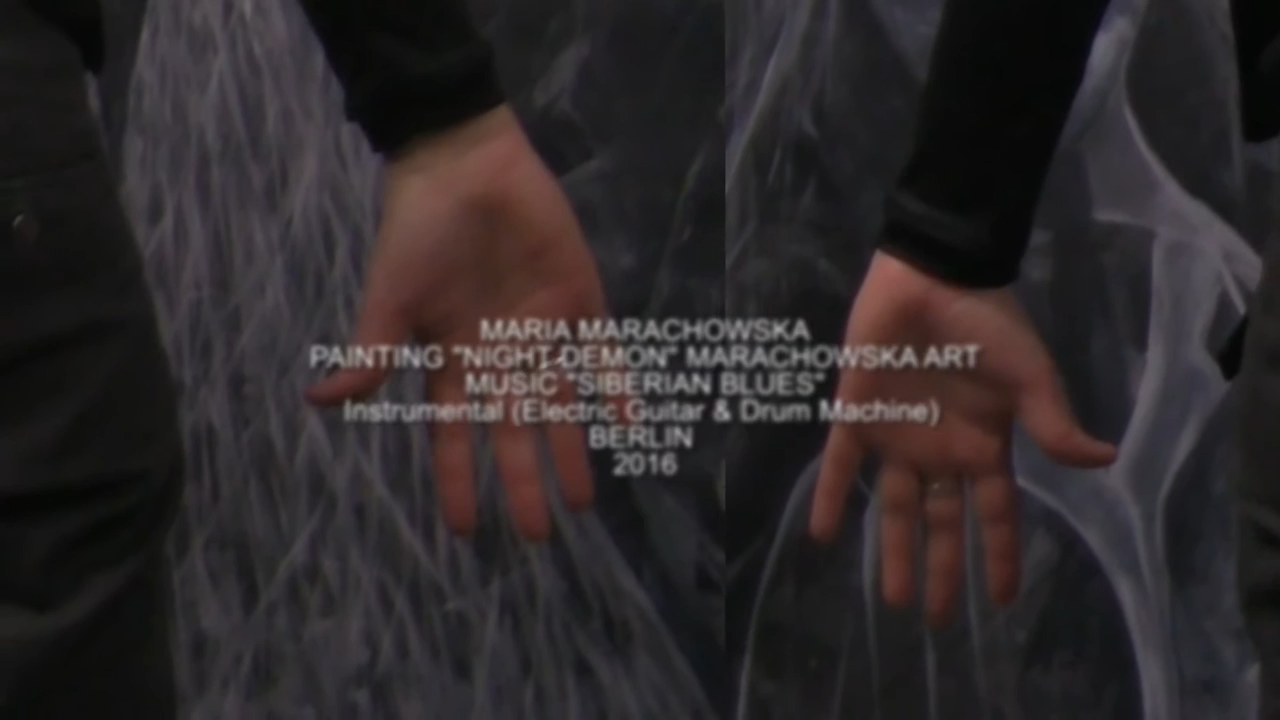 MARIA MARACHOWSKA
PAINTING "NIGHT-DEMON" MARACHOWSKA ART
MUSIC "SIBERIAN BLUES"
Instrumental (Electric Guitar & Drum Machine)
BERLIN
2016